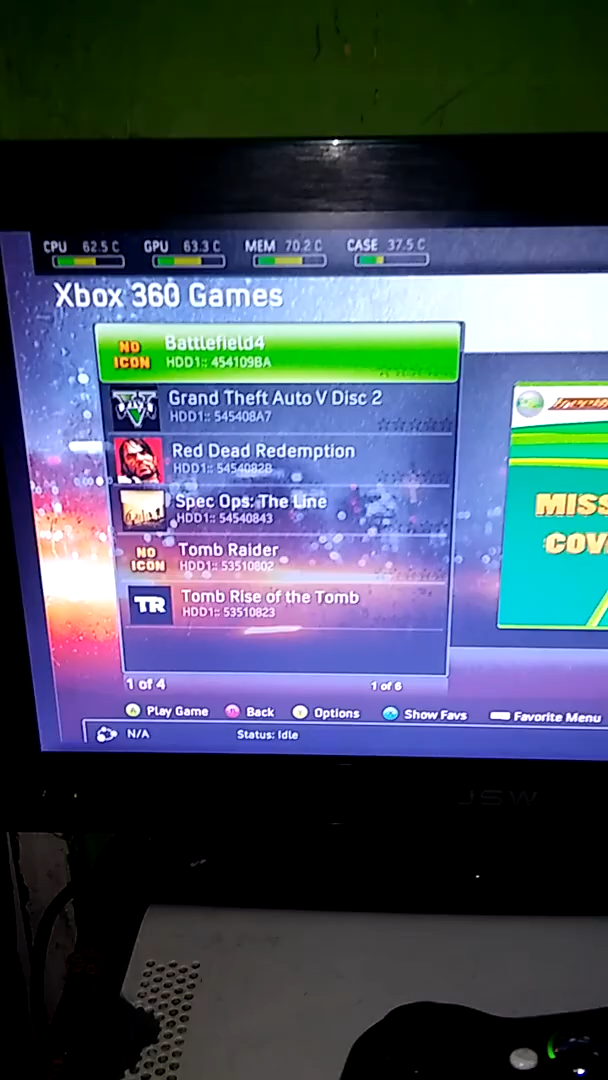 CPU 62.5 C GPU 63.3 C MEM 70.2 C CASE 37.5 C
Xbox 360 Games
NO ICON
Battlefield4
HDD1:: 454109BA
Grand Theft Auto V Disc 2
HDD1:: 545408A7
Red Dead Redemption
HDD1:: 5454082B
Spec Ops: The Line
HDD1:: 54540843
NO ICON
Tomb Raider
HDD1:: 53510802
TR
Tomb Rise of the Tomb
HDD1:: 53510823
MISS
COV
1 of 4 1 of 6
A Play Game B Back Y Options X Show Favs Favorite Menu
N/A Status: Idle
JSW